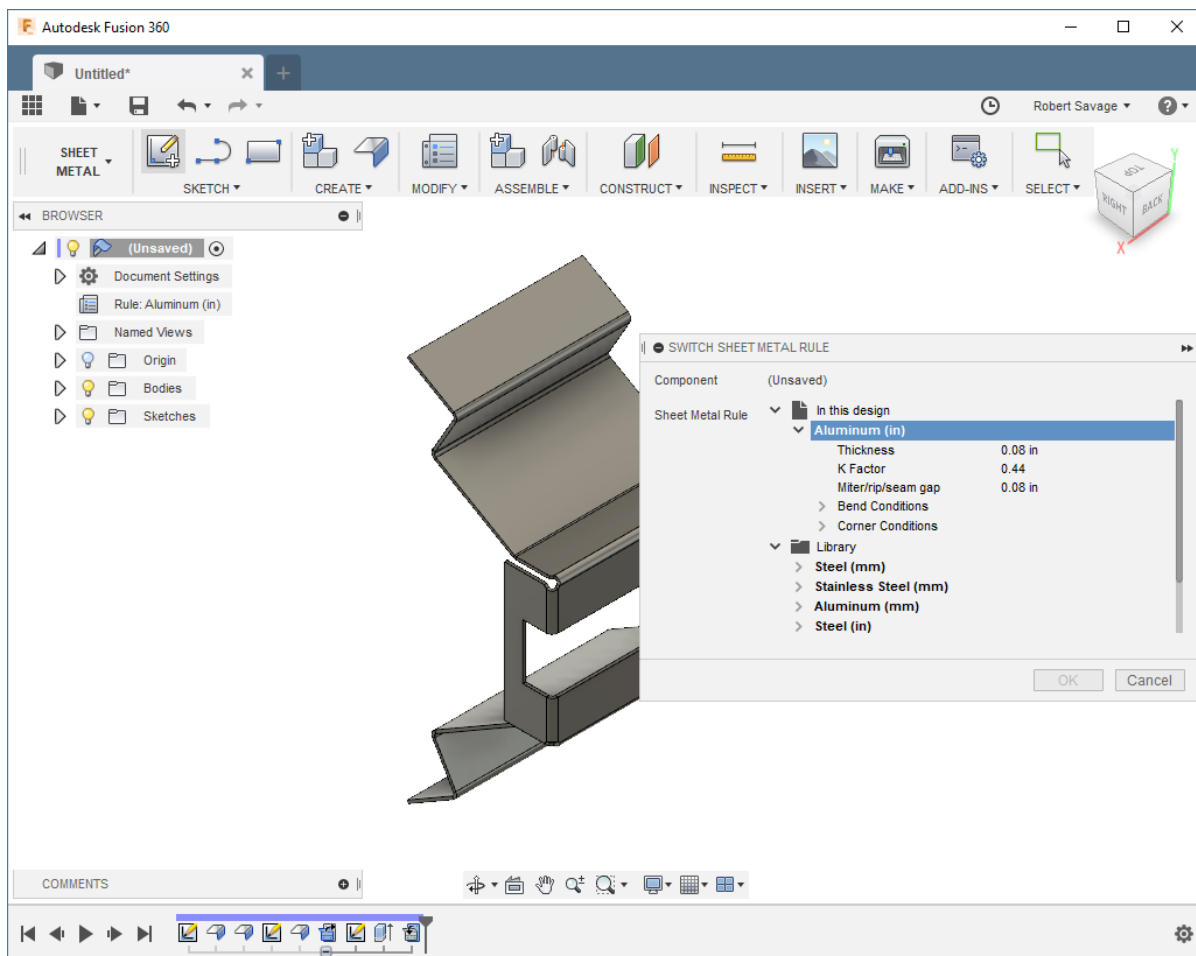 Autodesk Fusion 360
Untitled*
Robert Savage
SHEET METAL
SKETCH
CREATE
MODIFY
ASSEMBLE
CONSTRUCT
INSPECT
INSERT
MAKE
ADD-INS
SELECT
TOP
RIGHT
BACK
Y
X
BROWSER
(Unsaved)
Document Settings
Rule: Aluminum (in)
Named Views
Origin
Bodies
Sketches
SWITCH SHEET METAL RULE
Component (Unsaved)
Sheet Metal Rule In this design
Aluminum (in)
Thickness 0.08 in
K Factor 0.44
Miter/rip/seam gap 0.08 in
Bend Conditions
Corner Conditions
Library
Steel (mm)
Stainless Steel (mm)
Aluminum (mm)
Steel (in)
OK Cancel
COMMENTS